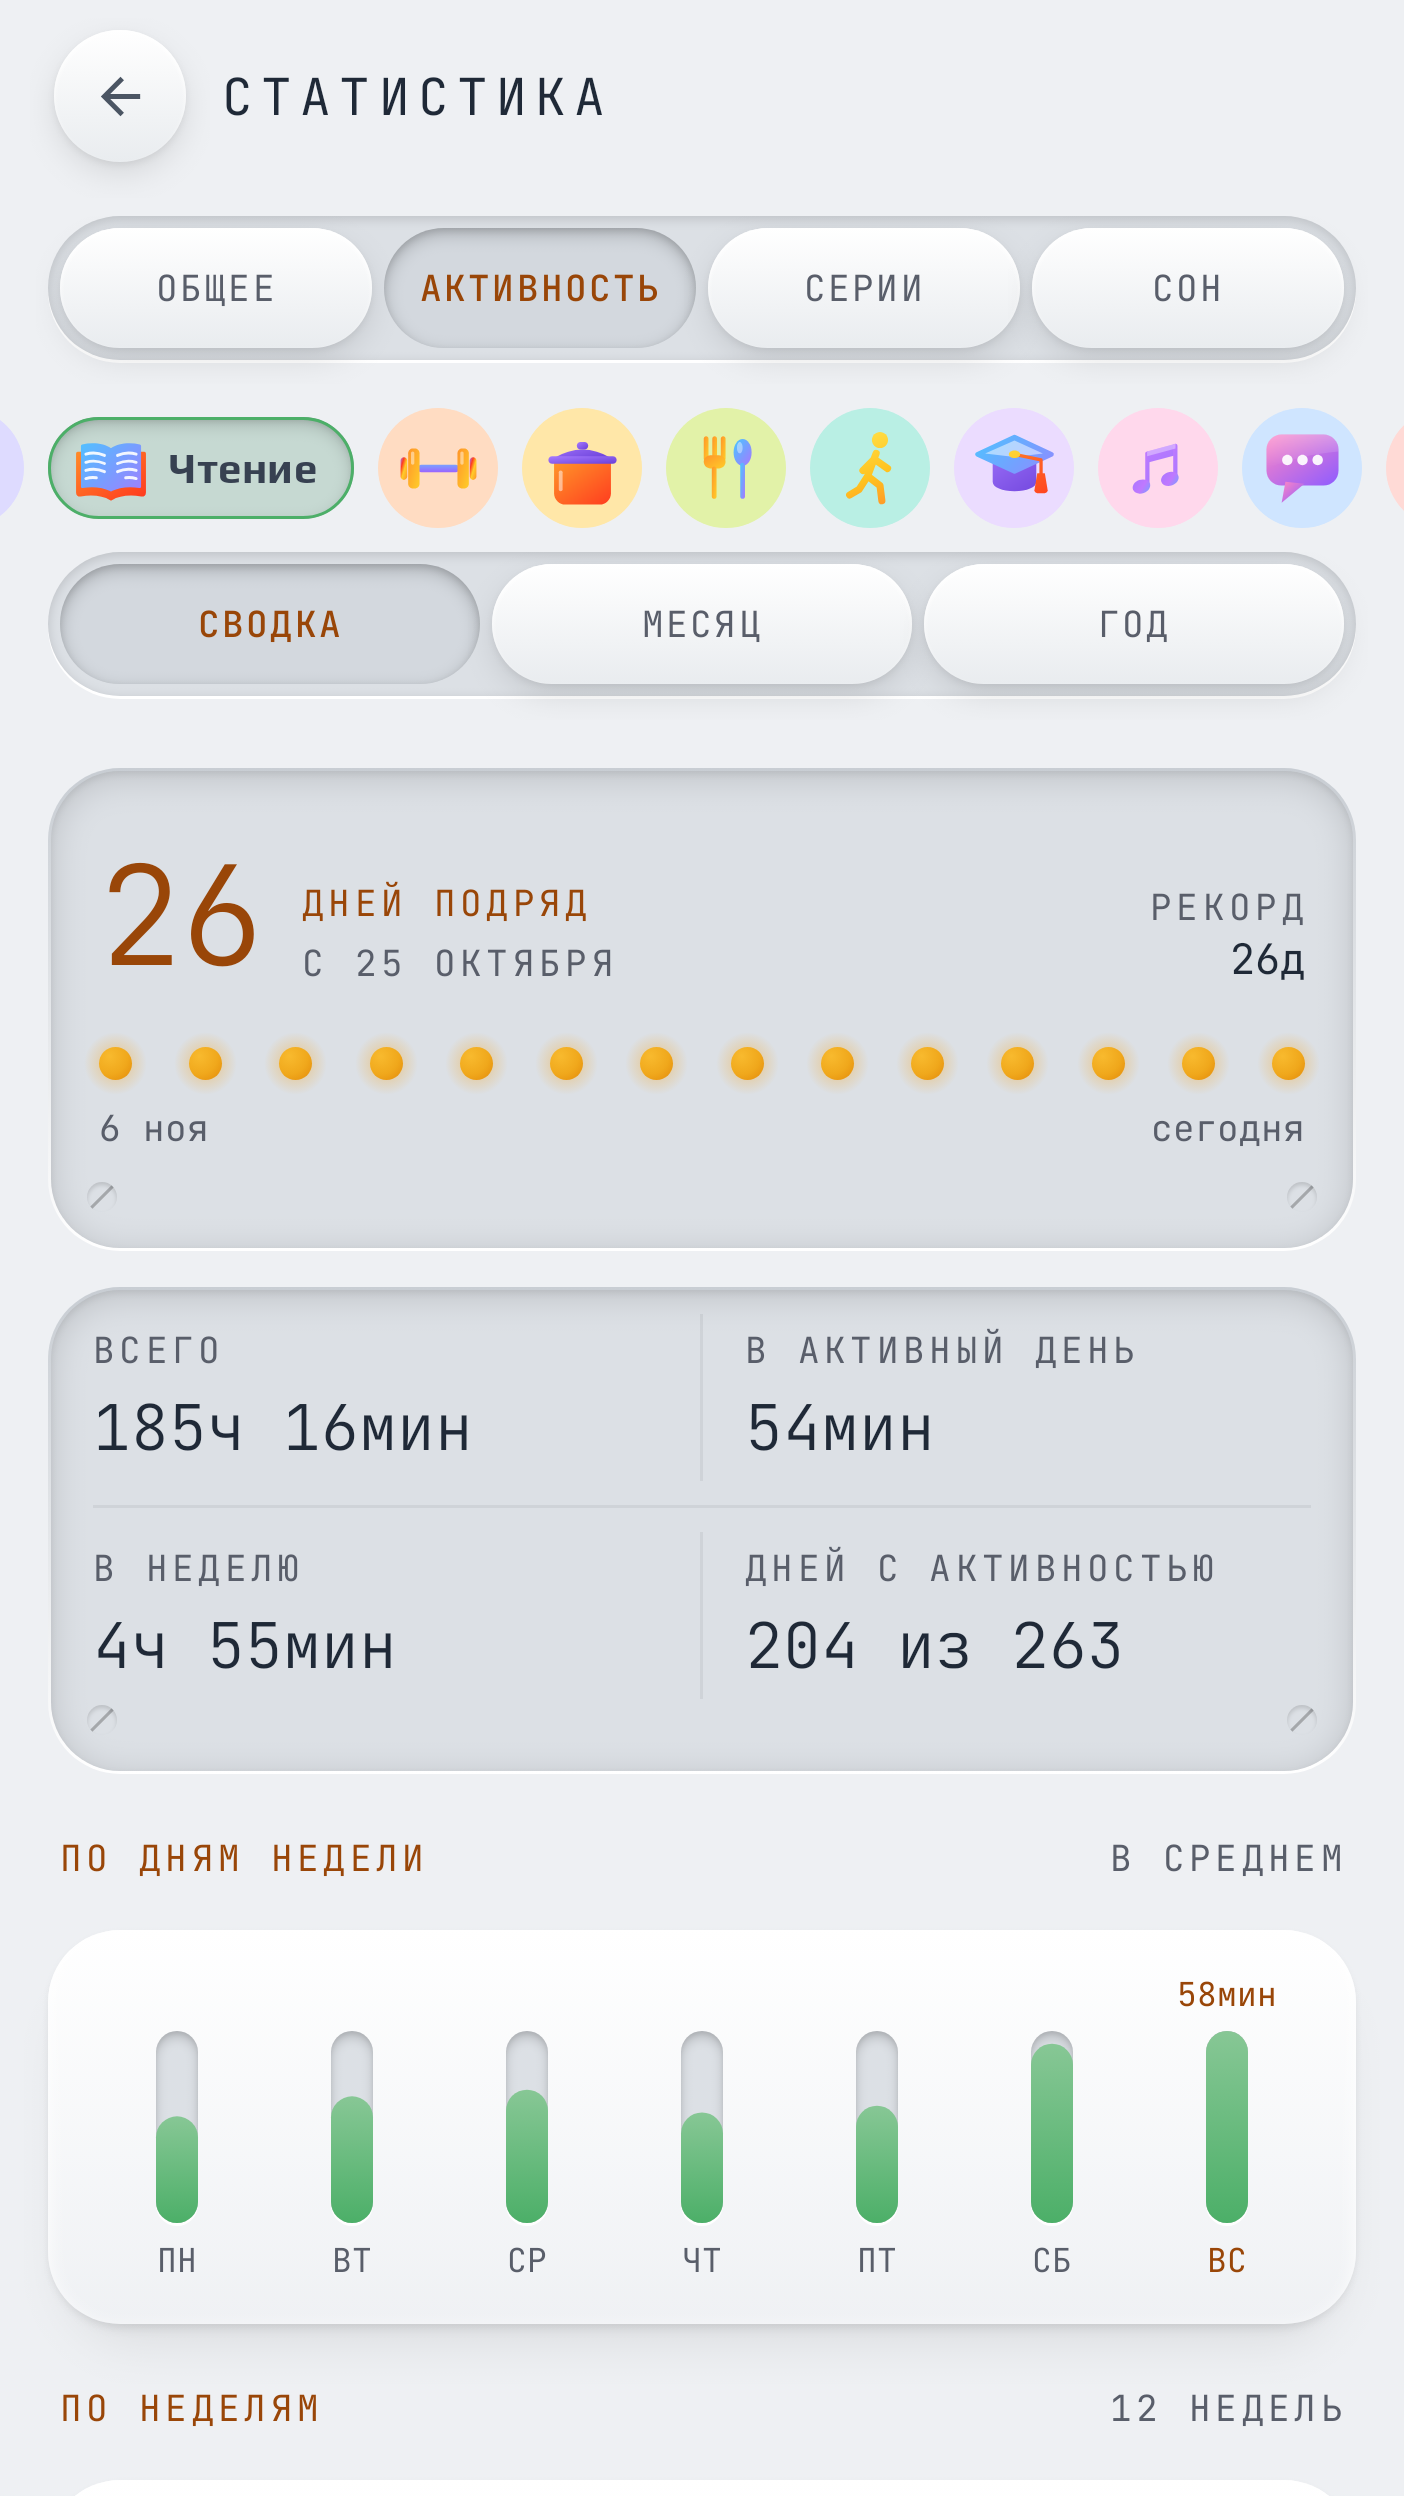 СТАТИСТИКА
ОБЩЕЕ АКТИВНОСТЬ СЕРИИ СОН
Чтение
СВОДКА МЕСЯЦ ГОД
26 ДНЕЙ ПОДРЯД
С 25 ОКТЯБРЯ
РЕКОРД
26д
6 ноя сегодня
ВСЕГО
185ч 16мин
В АКТИВНЫЙ ДЕНЬ
54мин
В НЕДЕЛЮ
4ч 55мин
ДНЕЙ С АКТИВНОСТЬЮ
204 из 263
ПО ДНЯМ НЕДЕЛИ В СРЕДНЕМ
58мин
ПН ВТ СР ЧТ ПТ СБ ВС
ПО НЕДЕЛЯМ 12 НЕДЕЛЬ